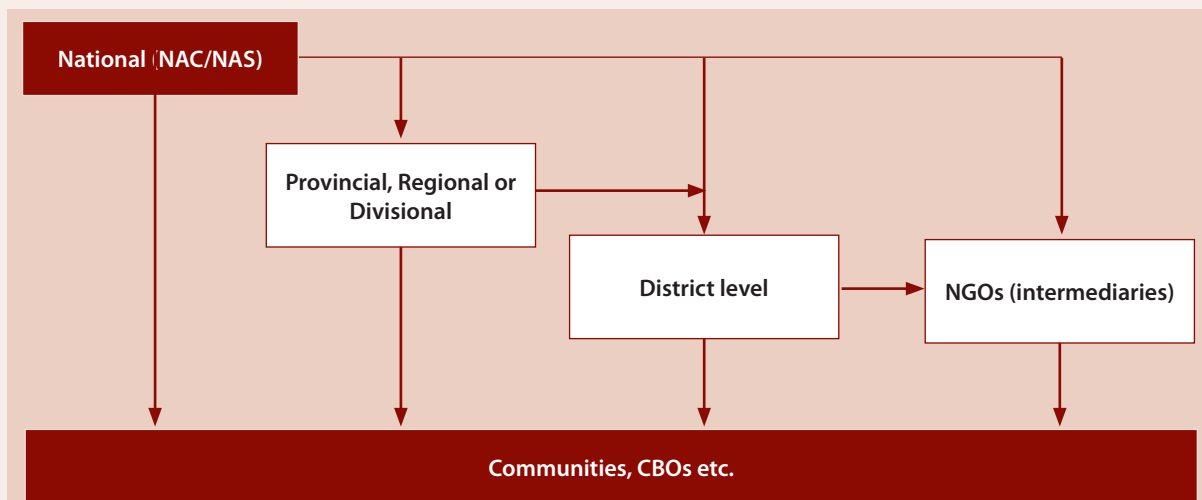 National (NAC/NAS)
Provincial, Regional or
Divisional
District level
NGOs (intermediaries)
Communities, CBOs etc.